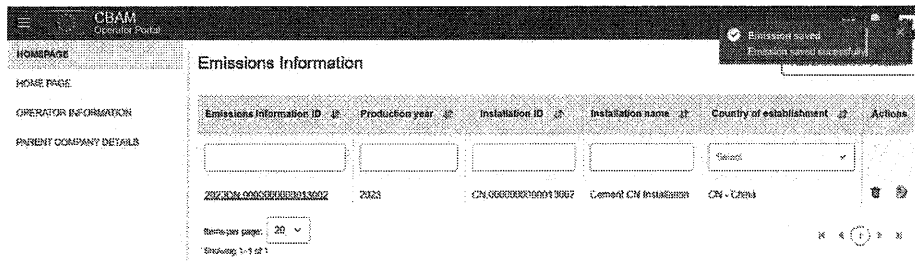 CBAM
Operator Portal
Emission saved
Emission saved successfully
HOMEPAGE
HOME PAGE
OPERATOR INFORMATION
PARENT COMPANY DETAILS
Emissions Information
Emissions Information ID
Production year
Installation ID
Installation name
Country of establishment
Actions
Select
2023
Cement CN Installation
CN - China
Items per page: 20
Showing 1-1 of 1
1